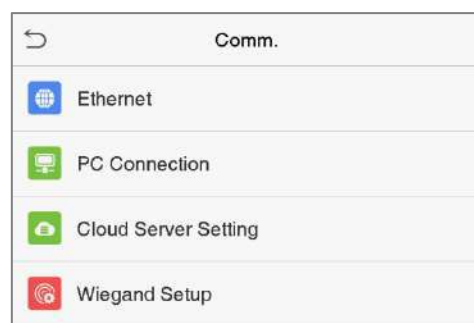 Comm.
Ethernet
PC Connection
Cloud Server Setting
Wiegand Setup